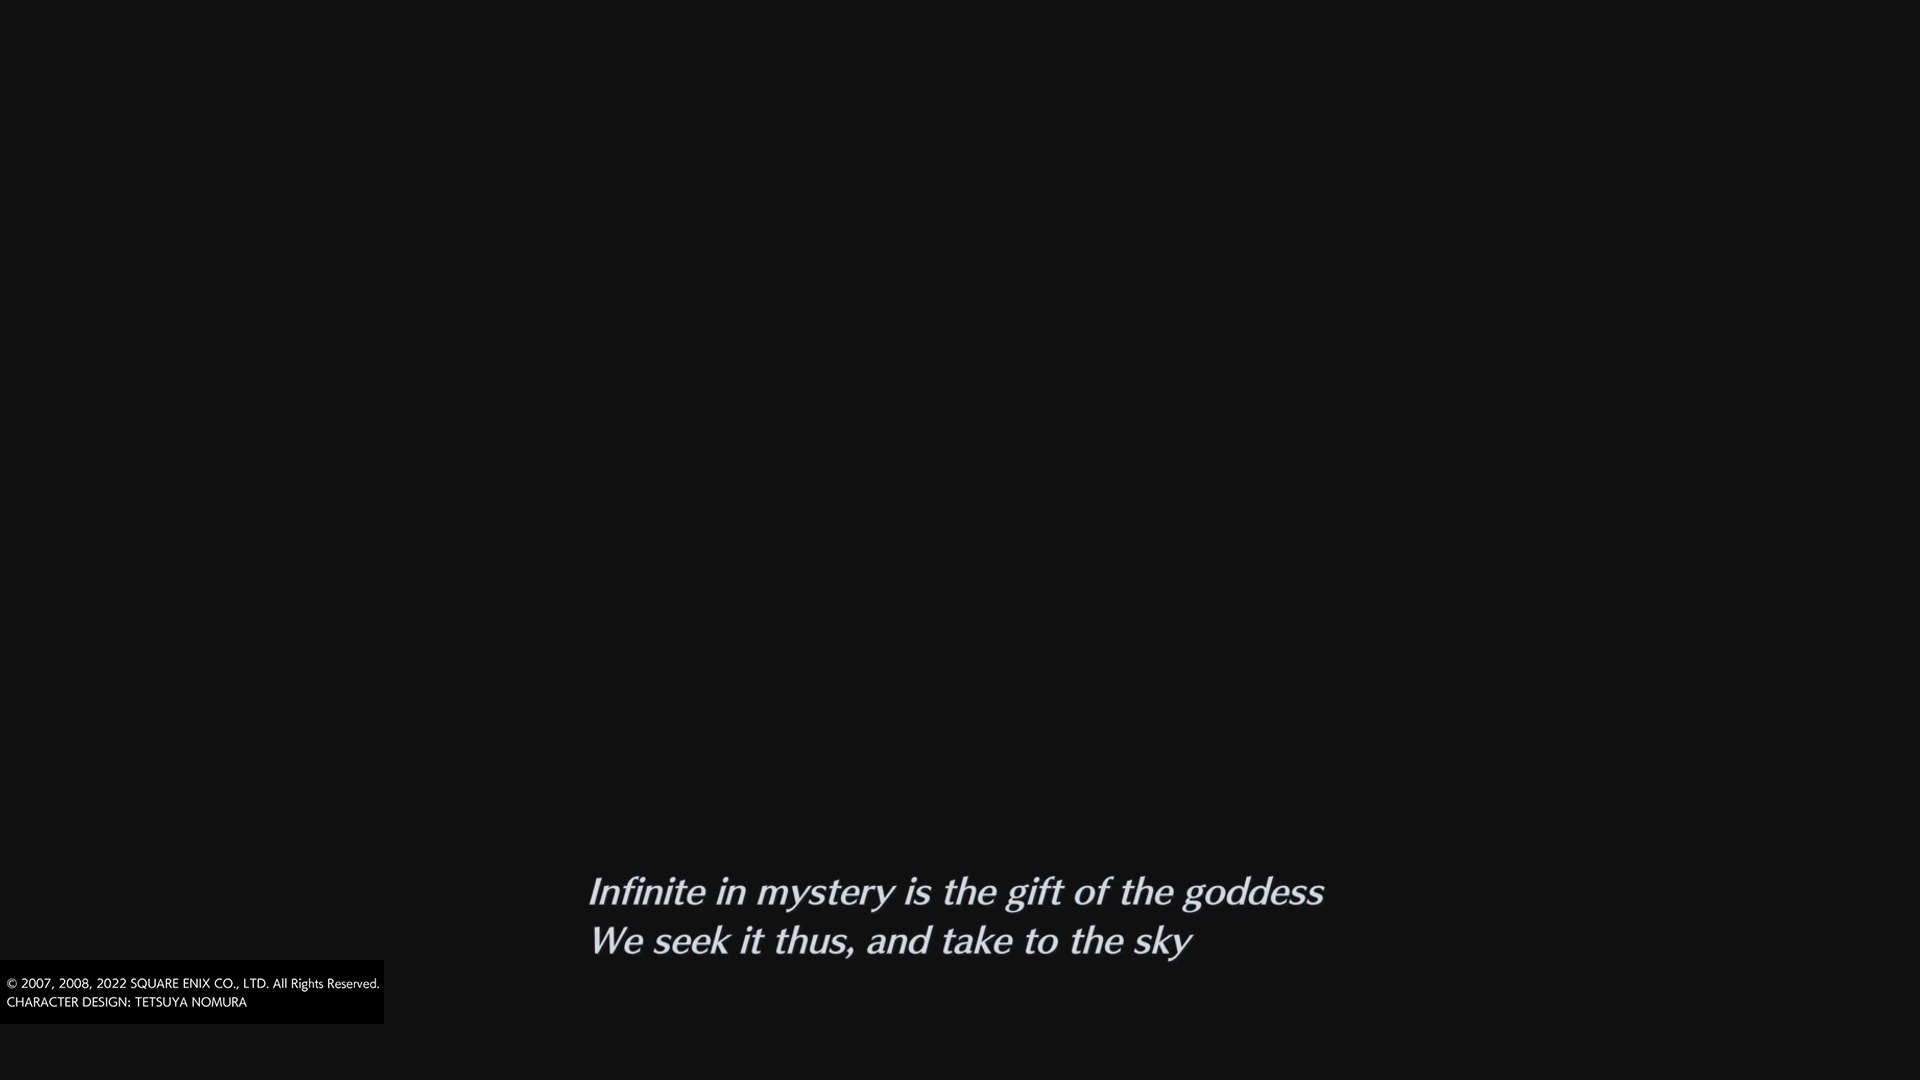 Infinite in mystery is the gift of the goddess
We seek it thus, and take to the sky
© 2007, 2008, 2022 SQUARE ENIX CO., LTD. All Rights Reserved.
CHARACTER DESIGN: TETSUYA NOMURA